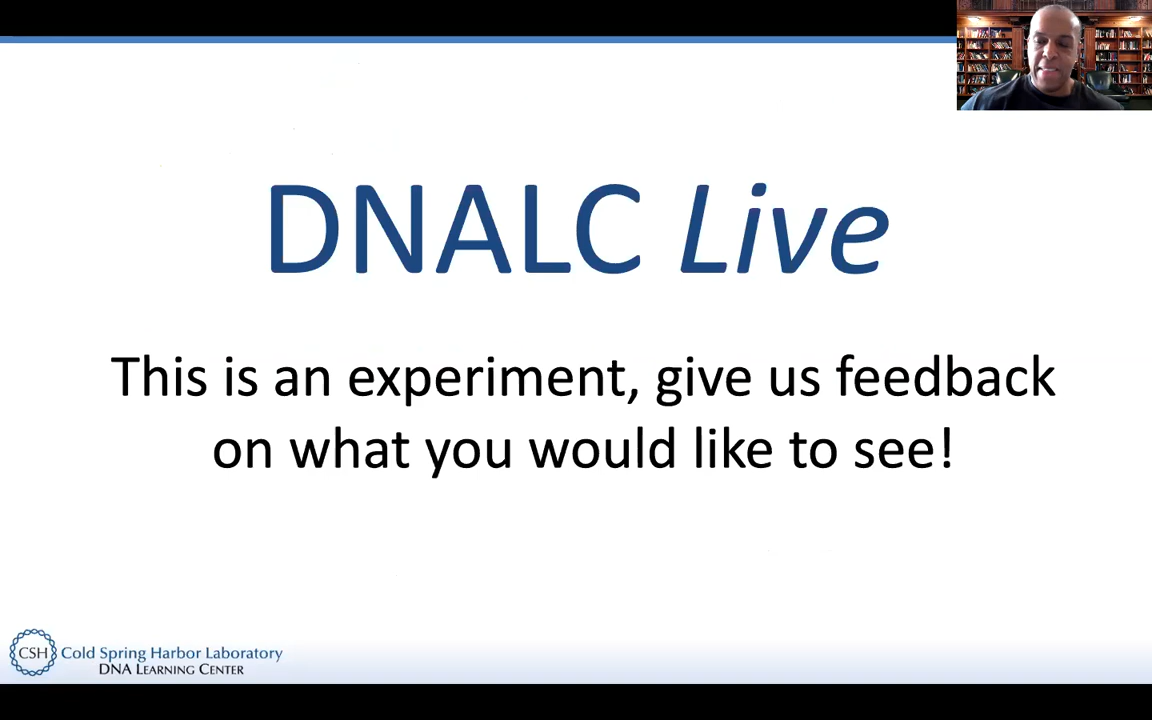 DNALC Live
This is an experiment, give us feedback
on what you would like to see!
CSH Cold Spring Harbor Laboratory
DNA LEARNING CENTER